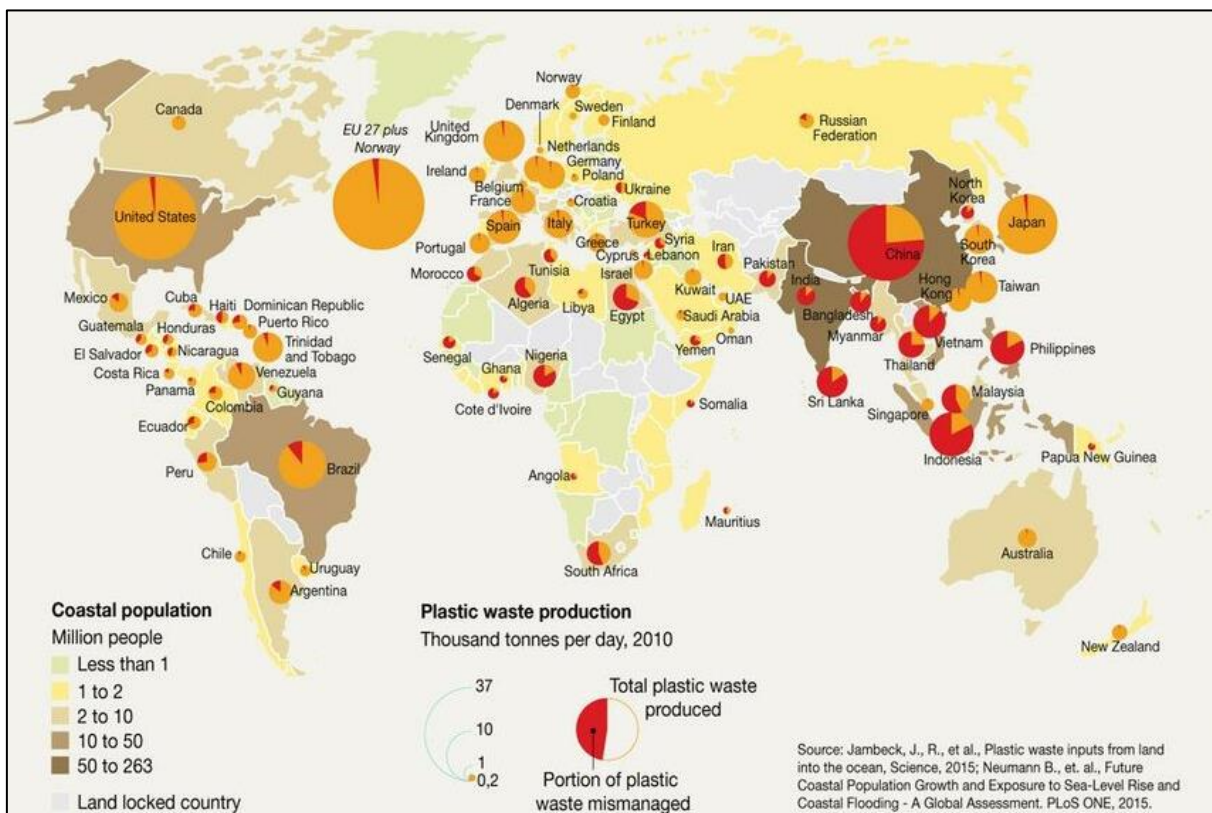 Canada
United States
EU 27 plus
Norway
Norway
Denmark
Sweden
Finland
United
Kingdom
Netherlands
Germany
Poland
Ireland
Belgium
France
Croatia
Ukraine
Russian
Federation
Spain
Italy
Turkey
Portugal
Greece
Cyprus
Syria
Lebanon
Iran
North
Korea
Japan
China
South
Korea
Morocco
Tunisia
Israel
Pakistan
India
Hong
Kong
Taiwan
Algeria
Libya
Egypt
Kuwait
UAE
Saudi Arabia
Oman
Yemen
Bangladesh
Myanmar
Vietnam
Thailand
Philippines
Mexico
Cuba
Haiti
Dominican Republic
Puerto Rico
Guatemala
Honduras
Trinidad
and Tobago
El Salvador
Nicaragua
Costa Rica
Venezuela
Panama
Guyana
Colombia
Ecuador
Peru
Brazil
Senegal
Ghana
Nigeria
Cote d'Ivoire
Somalia
Sri Lanka
Singapore
Malaysia
Indonesia
Papua New Guinea
Angola
Mauritius
South Africa
Australia
New Zealand
Chile
Uruguay
Argentina
Coastal population
Million people
Less than 1
1 to 2
2 to 10
10 to 50
50 to 263
Land locked country
Plastic waste production
Thousand tonnes per day, 2010
37
10
1
0,2
Total plastic waste
produced
Portion of plastic
waste mismanaged
Source: Jambeck, J., R., et al., Plastic waste inputs from land
into the ocean, Science, 2015; Neumann B., et. al., Future
Coastal Population Growth and Exposure to Sea-Level Rise and
Coastal Flooding - A Global Assessment. PLoS ONE, 2015.